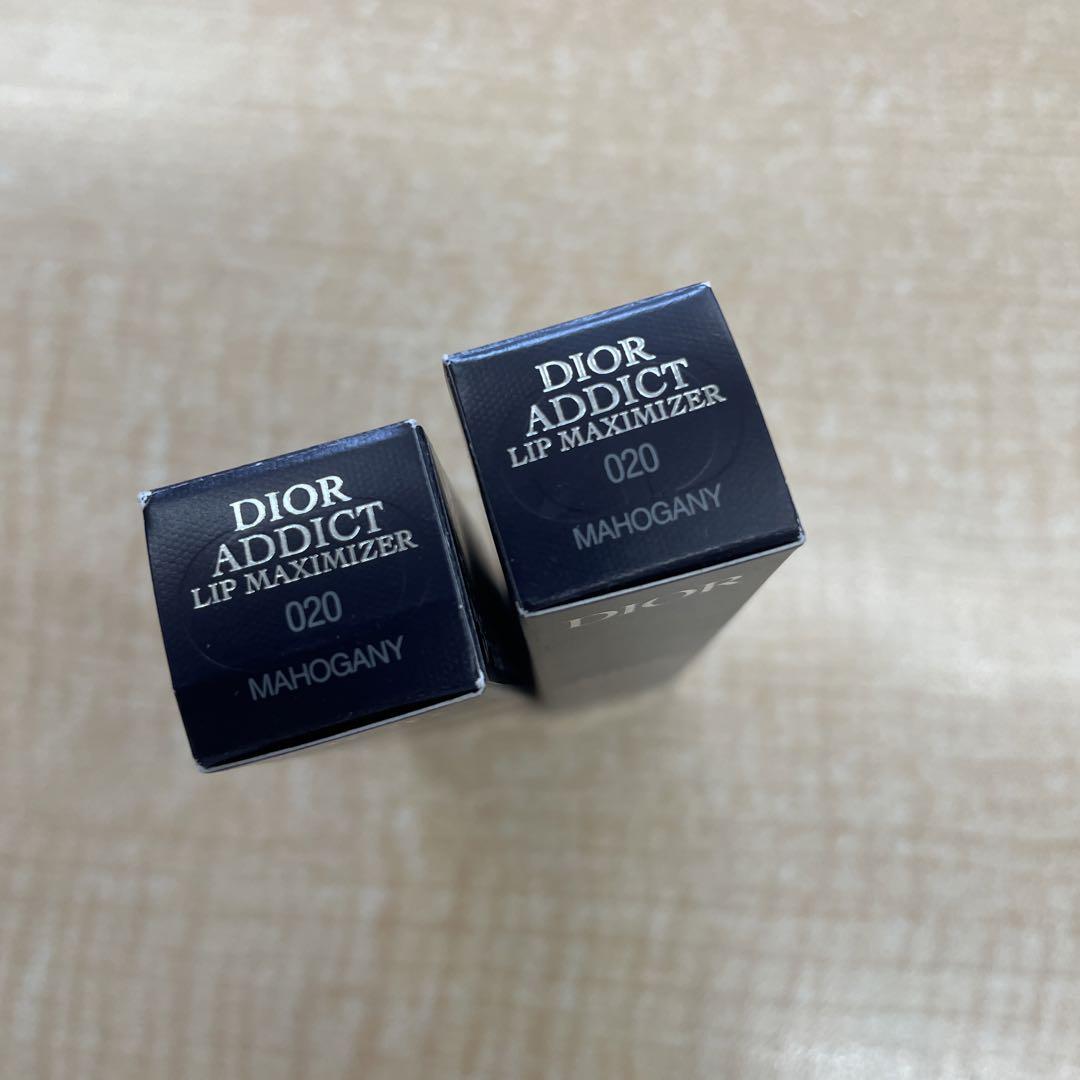 DIOR
ADDICT
LIP MAXIMIZER
020
MAHOGANY
DIOR
ADDICT
LIP MAXIMIZER
020
MAHOGANY
DIOR